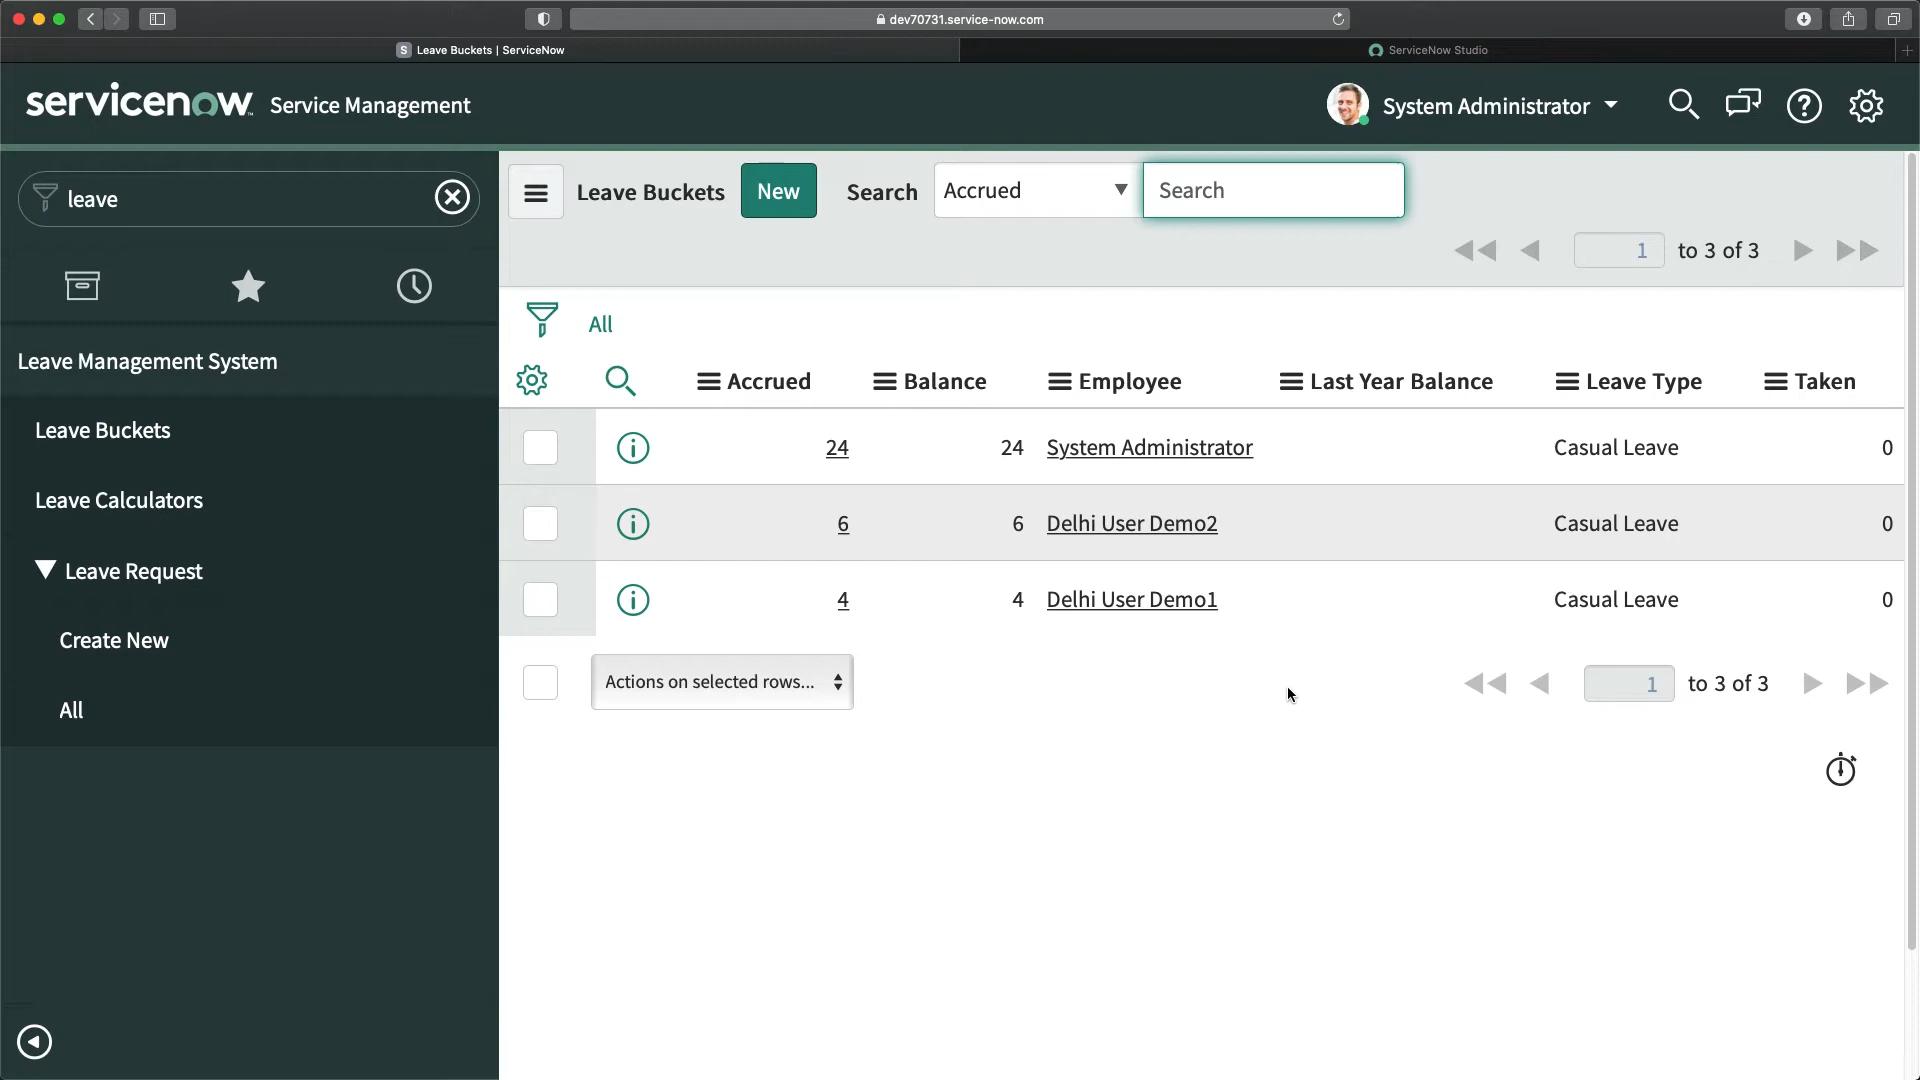 dev70731.service-now.com
S Leave Buckets | ServiceNow
ServiceNow Studio
servicenow Service Management
System Administrator
leave
Leave Buckets New Search Accrued Search
1 to 3 of 3
All
Accrued Balance Employee Last Year Balance Leave Type Taken
24 24 System Administrator Casual Leave 0
6 6 Delhi User Demo2 Casual Leave 0
4 4 Delhi User Demo1 Casual Leave 0
Actions on selected rows...
1 to 3 of 3
Leave Management System
Leave Buckets
Leave Calculators
Leave Request
Create New
All